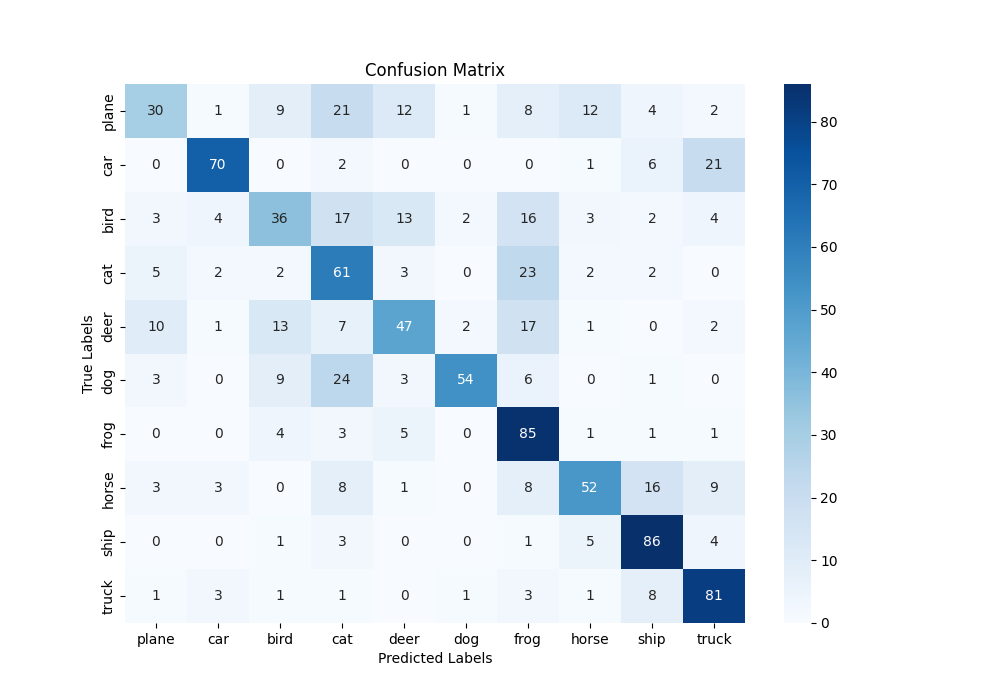 Confusion Matrix
plane 30 1 9 21 12 1 8 12 4 2
car 0 70 0 2 0 0 0 1 6 21
bird 3 4 36 17 13 2 16 3 2 4
cat 5 2 2 61 3 0 23 2 2 0
deer 10 1 13 7 47 2 17 1 0 2
dog 3 0 9 24 3 54 6 0 1 0
frog 0 0 4 3 5 0 85 1 1 1
horse 3 3 0 8 1 0 8 52 16 9
ship 0 0 1 3 0 0 1 5 86 4
truck 1 3 1 1 0 1 3 1 8 81
plane car bird cat deer dog frog horse ship truck
Predicted Labels
True Labels
80
70
60
50
40
30
20
10
0